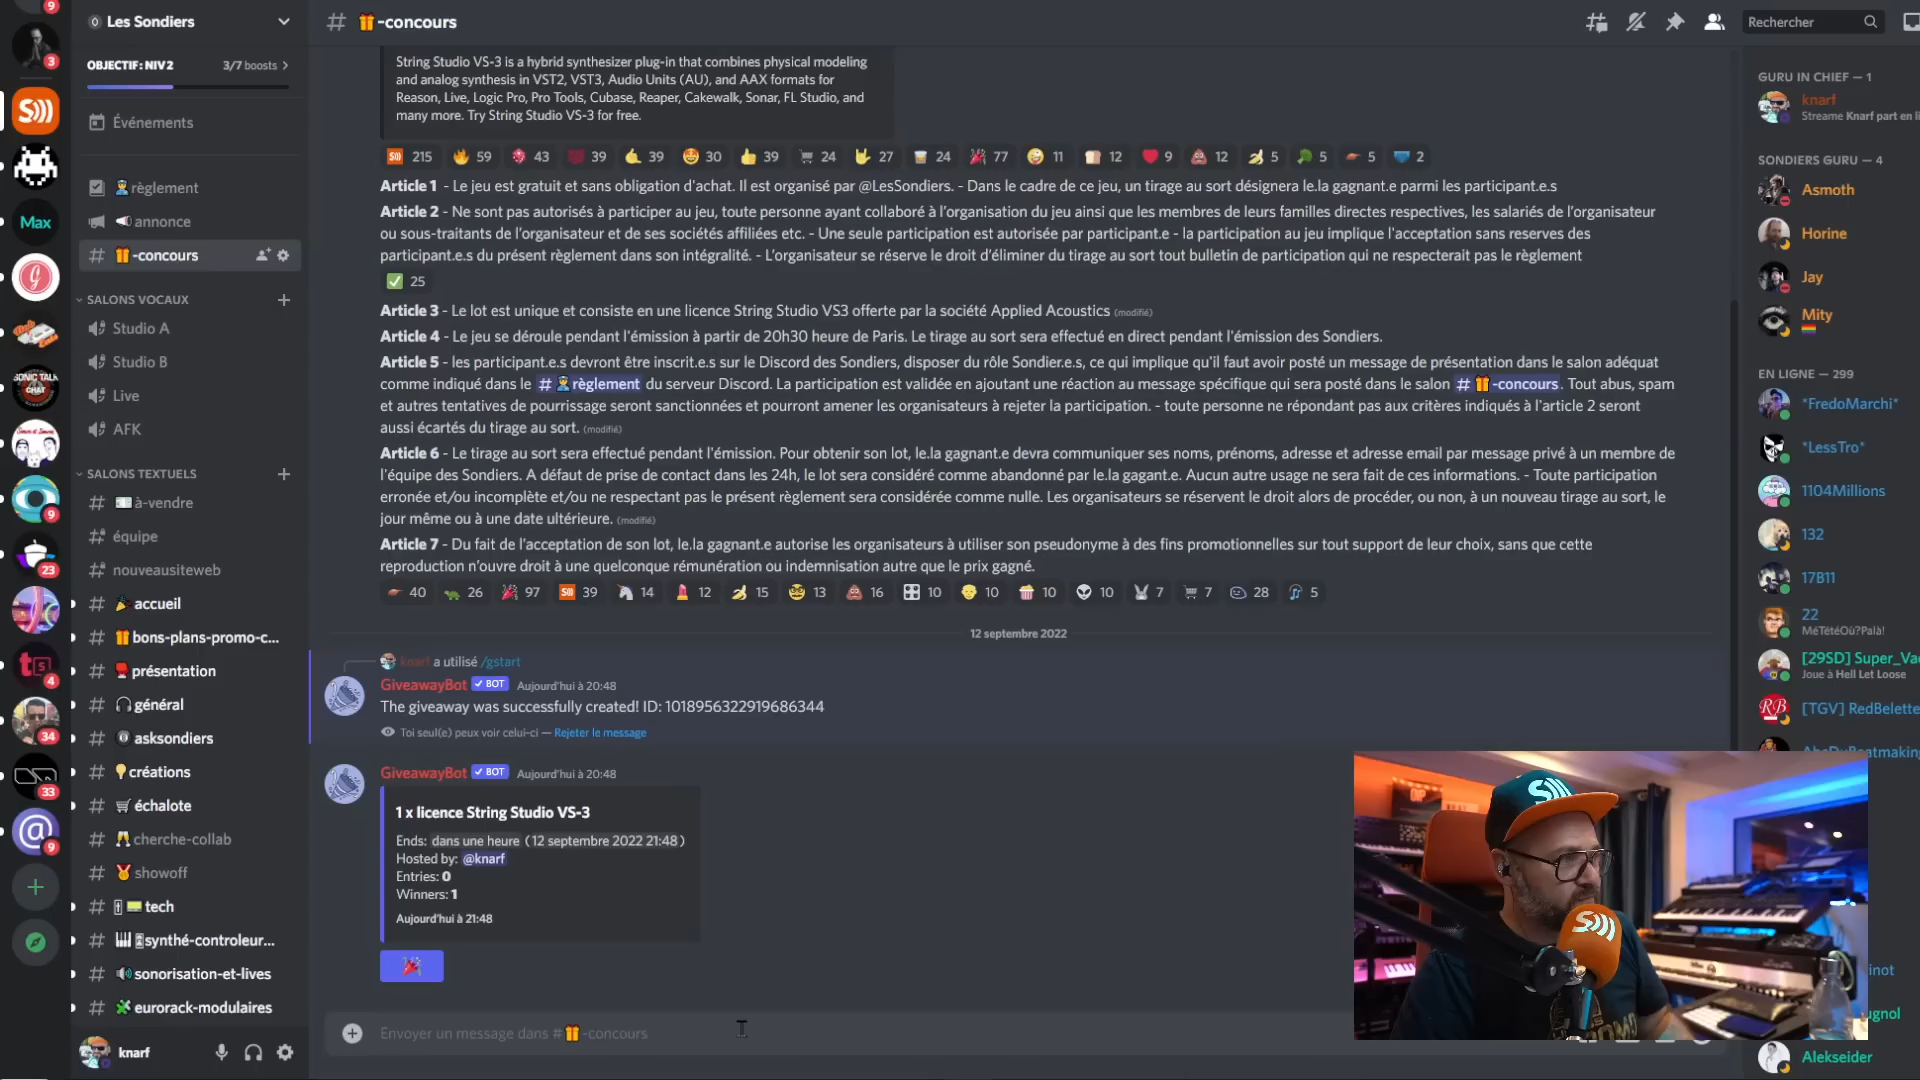 9
Les Sondiers
-concours
Rechercher
3
OBJECTIF: NIV 2
3/7 boosts
Max
SONIC TALK
CHAT
9
23
4
34
33
9
Événements
règlement
annonce
-concours
SALONS VOCAUX
Studio A
Studio B
Live
AFK
SALONS TEXTUELS
à-vendre
équipe
nouveausiteweb
accueil
bons-plans-promo-c...
présentation
général
asksondiers
créations
échalote
cherche-collab
showoff
tech
synthé-controleur...
sonorisation-et-lives
eurorack-modulaires
knarf
String Studio VS-3 is a hybrid synthesizer plug-in that combines physical modeling
and analog synthesis in VST2, VST3, Audio Units (AU), and AAX formats for
Reason, Live, Logic Pro, Pro Tools, Cubase, Reaper, Cakewalk, Sonar, FL Studio, and
many more. Try String Studio VS-3 for free.
215 59 43 39 39 30 39 24 27 24 77 11 12 9 12 5 5 5 2
Article 1 - Le jeu est gratuit et sans obligation d'achat. Il est organisé par @LesSondiers. - Dans le cadre de ce jeu, un tirage au sort désignera le.la gagnant.e parmi les participant.e.s
Article 2 - Ne sont pas autorisés à participer au jeu, toute personne ayant collaboré à l'organisation du jeu ainsi que les membres de leurs familles directes respectives, les salariés de l'organisateur
ou sous-traitants de l'organisateur et de ses sociétés affiliées etc. - Une seule participation est autorisée par participant.e - la participation au jeu implique l'acceptation sans reserves des
participant.e.s du présent règlement dans son intégralité. - L'organisateur se réserve le droit d'éliminer du tirage au sort tout bulletin de participation qui ne respecterait pas le règlement
25
Article 3 - Le lot est unique et consiste en une licence String Studio VS3 offerte par la société Applied Acoustics (modifié)
Article 4 - Le jeu se déroule pendant l'émission à partir de 20h30 heure de Paris. Le tirage au sort sera effectué en direct pendant l'émission des Sondiers.
Article 5 - les participant.e.s devront être inscrit.e.s sur le Discord des Sondiers, disposer du rôle Sondier.e.s, ce qui implique qu'il faut avoir posté un message de présentation dans le salon adéquat
comme indiqué dans le # règlement du serveur Discord. La participation est validée en ajoutant une réaction au message spécifique qui sera posté dans le salon # -concours. Tout abus, spam
et autres tentatives de pourrissage seront sanctionnées et pourront amener les organisateurs à rejeter la participation. - toute personne ne répondant pas aux critères indiqués à l'article 2 seront
aussi écartés du tirage au sort. (modifié)
Article 6 - Le tirage au sort sera effectué pendant l'émission. Pour obtenir son lot, le.la gagnant.e devra communiquer ses noms, prénoms, adresse et adresse email par message privé à un membre de
l'équipe des Sondiers. A défaut de prise de contact dans les 24h, le lot sera considéré comme abandonné par le.la gagant.e. Aucun autre usage ne sera fait de ces informations. - Toute participation
erronée et/ou incomplète et/ou ne respectant pas le présent règlement sera considérée comme nulle. Les organisateurs se réservent le droit alors de procéder, ou non, à un nouveau tirage au sort, le
jour même ou à une date ultérieure. (modifié)
Article 7 - Du fait de l'acceptation de son lot, le.la gagnant.e autorise les organisateurs à utiliser son pseudonyme à des fins promotionnelles sur tout support de leur choix, sans que cette
reproduction n'ouvre droit à une quelconque rémunération ou indemnisation autre que le prix gagné.
40 26 97 39 14 12 15 13 16 10 10 10 10 7 7 28 5
12 septembre 2022
knarf a utilisé /gstart
GiveawayBot BOT Aujourd'hui à 20:48
The giveaway was successfully created! ID: 1018956322919686344
Toi seul(e) peux voir celui-ci — Rejeter le message
GiveawayBot BOT Aujourd'hui à 20:48
1 x licence String Studio VS-3
Ends: dans une heure (12 septembre 2022 21:48)
Hosted by: @knarf
Entries: 0
Winners: 1
Aujourd'hui à 21:48
Envoyer un message dans # -concours
GURU IN CHIEF — 1
knarf
Streame Knarf part en li
SONDIERS GURU — 4
Asmoth
Horine
Jay
Mity
EN LIGNE — 299
*FredoMarchi*
*LessTro*
1104Millions
132
17B11
22
MéTétéOù?Palà!
[29SD] Super_Va
Joue à Hell Let Loose
[TGV] RedBelette
inot
ugnol
Alekseider